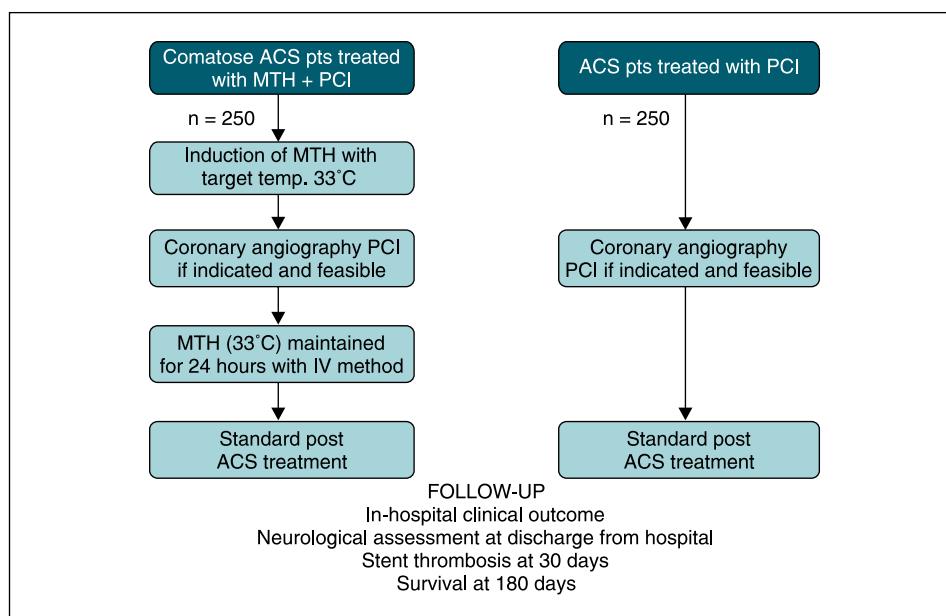 Comatose ACS pts treated
with MTH + PCI
n = 250
Induction of MTH with
target temp. 33˚C
Coronary angiography PCI
if indicated and feasible
MTH (33˚C) maintained
for 24 hours with IV method
Standard post
ACS treatment
ACS pts treated with PCI
n = 250
Coronary angiography
PCI if indicated and feasible
Standard post
ACS treatment
FOLLOW-UP
In-hospital clinical outcome
Neurological assessment at discharge from hospital
Stent thrombosis at 30 days
Survival at 180 days